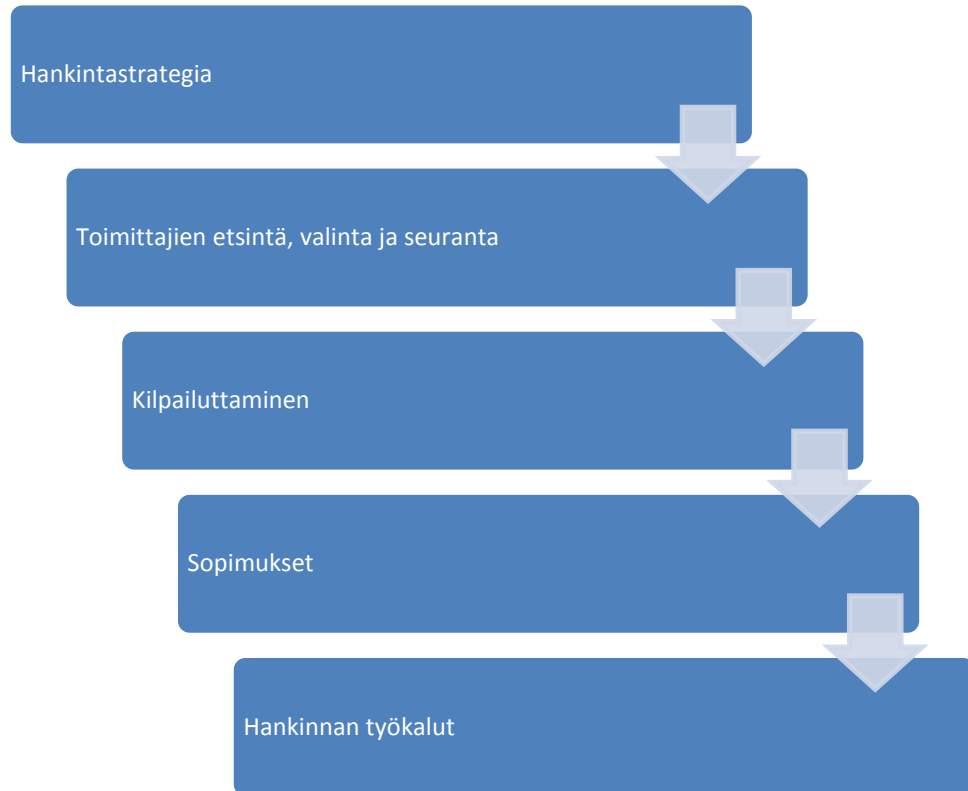 Hankintastrategia
Toimittajien etsintä, valinta ja seuranta
Kilpailuttaminen
Sopimukset
Hankinnan työkalut